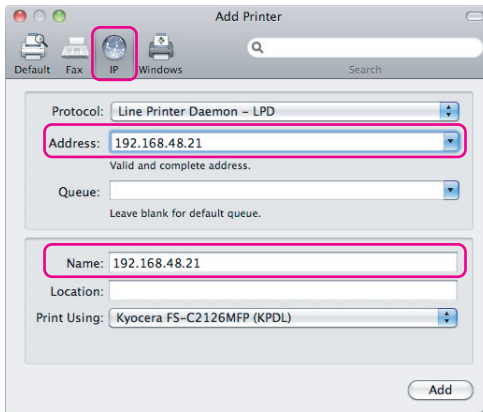 Add Printer
Default Fax IP Windows Search
Protocol: Line Printer Daemon – LPD
Address: 192.168.48.21
Valid and complete address.
Queue:
Leave blank for default queue.
Name: 192.168.48.21
Location:
Print Using: Kyocera FS-C2126MFP (KPDL)
Add